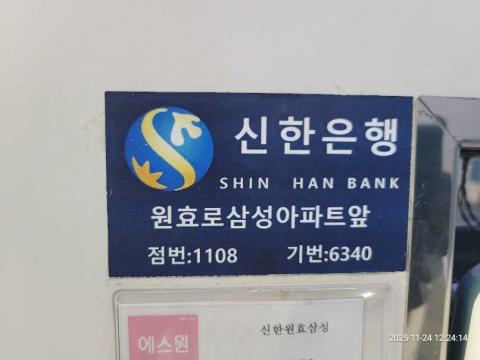 신한은행
SHIN HAN BANK
원효로삼성아파트앞
점번:1108 기번:6340
에스원
신한원효삼성
2025-11-24 12:24:14